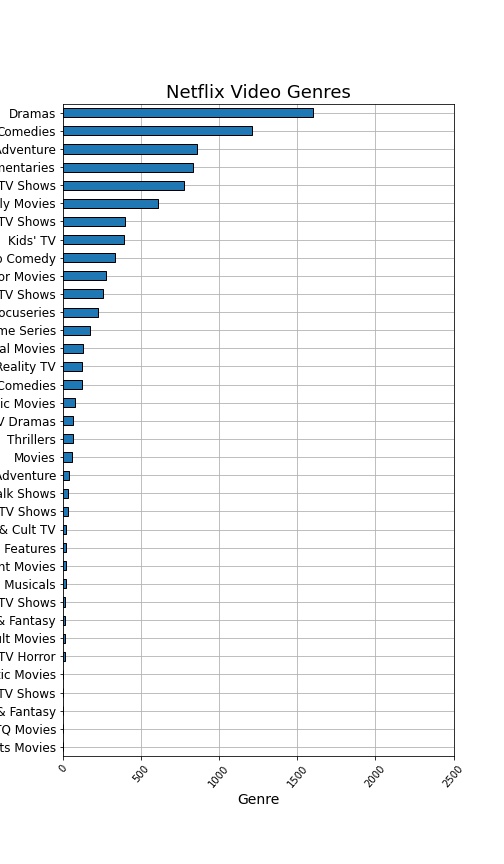 Netflix Video Genres
Dramas
Comedies
Adventure
mentaries
TV Shows
ly Movies
TV Shows
Kids' TV
p Comedy
or Movies
TV Shows
ocuseries
me Series
al Movies
Reality TV
Comedies
ic Movies
V Dramas
Thrillers
Movies
Adventure
alk Shows
TV Shows
& Cult TV
Features
nt Movies
Musicals
TV Shows
& Fantasy
ult Movies
TV Horror
tic Movies
TV Shows
& Fantasy
TQ Movies
ts Movies
0 500 1000 1500 2000 2500
Genre